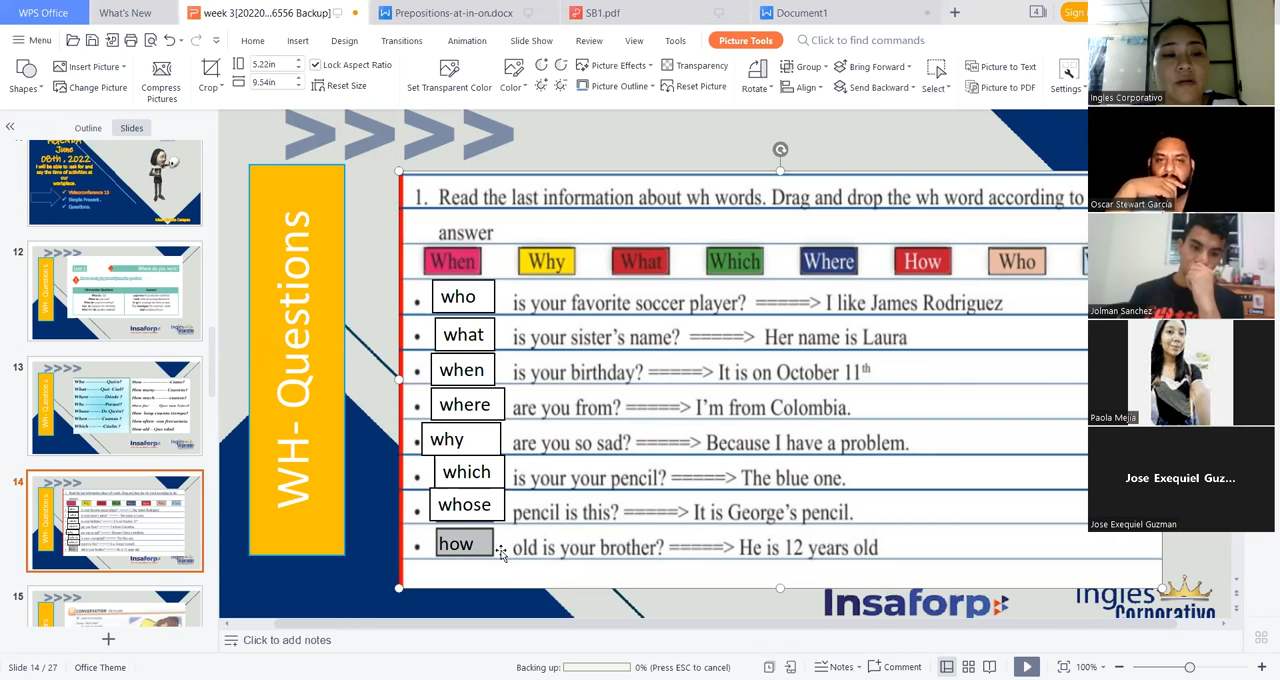 WPS Office What's New week 3[20220...6556 Backup] Prepositions-at-in-on.docx SB1.pdf Document1 4 Sign
Menu Home Insert Design Transitions Animation Slide Show Review View Tools Picture Tools Click to find commands
Shapes Insert Picture Change Picture Compress Pictures Crop 5.22in 9.54in Lock Aspect Ratio Reset Size Set Transparent Color Color Picture Effects Picture Outline Transparency Reset Picture Rotate Group Align Bring Forward Send Backward Select Picture to Text Picture to PDF Settings
Outline Slides
June
08th , 2022
12
13
14
15
WH- Questions
1. Read the last information about wh words. Drag and drop the wh word according to
answer
When Why What Which Where How Who
• who is your favorite soccer player? =====> I like James Rodriguez
• what is your sister's name? =====> Her name is Laura
• when is your birthday? =====> It is on October 11th
• where are you from? =====> I'm from Colombia.
• why are you so sad? =====> Because I have a problem.
• which is your your pencil? =====> The blue one.
• whose pencil is this? =====> It is George's pencil.
• how old is your brother? =====> He is 12 years old
Insaforp Ingles
Corporativo
Click to add notes
Slide 14 / 27 Office Theme Backing up: 0% (Press ESC to cancel) Notes Comment 100%
Ingles Corporativo
Oscar Stewart García
Jolman Sanchez
Paola Mejia
Jose Exequiel Guz...
Jose Exequiel Guzman